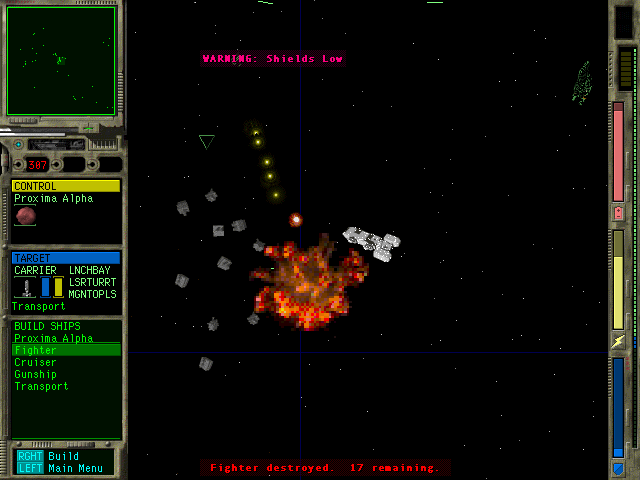 WARNING: Shields Low
307
CONTROL
Proxima Alpha
TARGET
CARRIER LNCHBAY
LSRTURRT
MGNTOPLS
Transport
BUILD SHIPS
Proxima Alpha
Fighter
Cruiser
Gunship
Transport
RGHT Build
LEFT Main Menu
Fighter destroyed. 17 remaining.